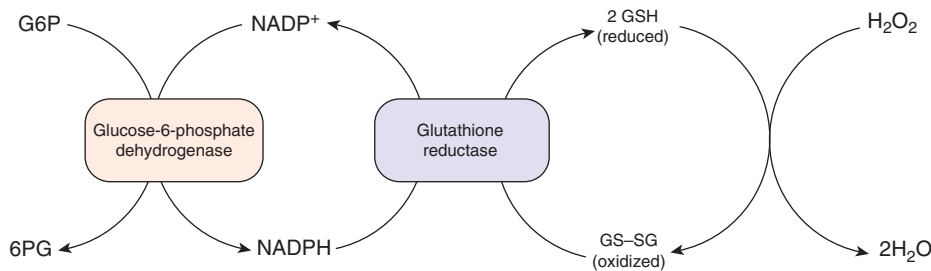 G6P
NADP⁺
2 GSH
(reduced)
H₂O₂
Glucose-6-phosphate
dehydrogenase
Glutathione
reductase
6PG
NADPH
GS–SG
(oxidized)
2H₂O